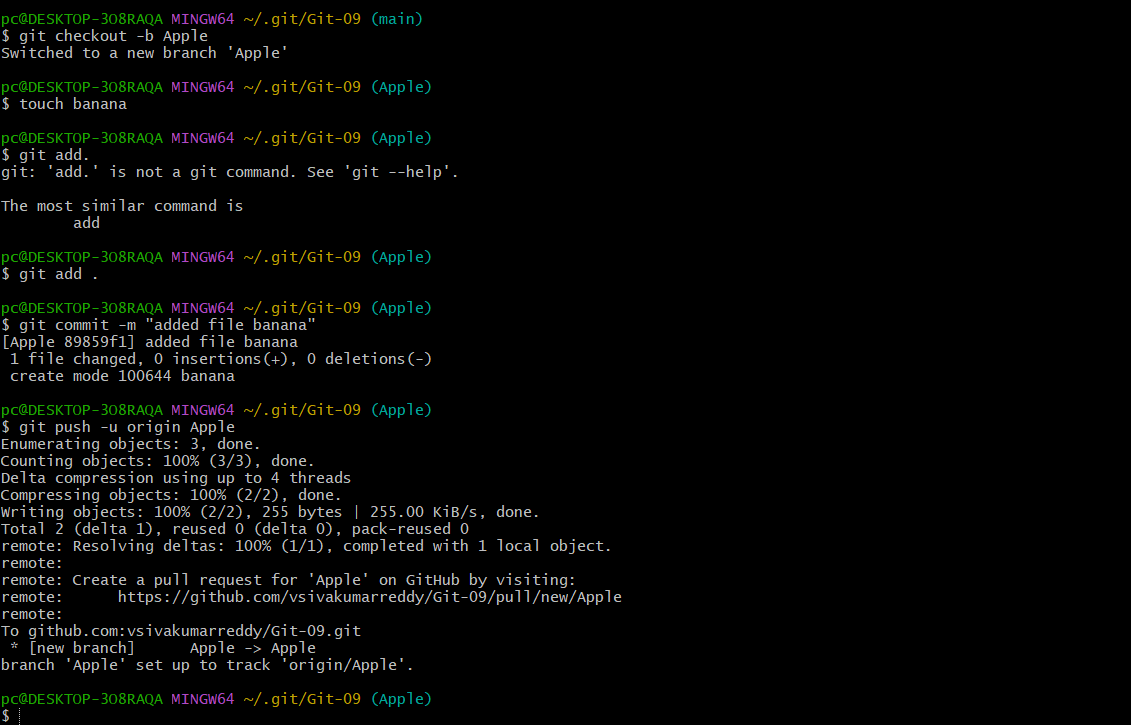 pc@DESKTOP-3O8RAQA MINGW64 ~/.git/Git-09 (main)
$ git checkout -b Apple
Switched to a new branch 'Apple'
pc@DESKTOP-3O8RAQA MINGW64 ~/.git/Git-09 (Apple)
$ touch banana
pc@DESKTOP-3O8RAQA MINGW64 ~/.git/Git-09 (Apple)
$ git add.
git: 'add.' is not a git command. See 'git --help'.
The most similar command is
add
pc@DESKTOP-3O8RAQA MINGW64 ~/.git/Git-09 (Apple)
$ git add .
pc@DESKTOP-3O8RAQA MINGW64 ~/.git/Git-09 (Apple)
$ git commit -m "added file banana"
[Apple 89859f1] added file banana
1 file changed, 0 insertions(+), 0 deletions(-)
create mode 100644 banana
pc@DESKTOP-3O8RAQA MINGW64 ~/.git/Git-09 (Apple)
$ git push -u origin Apple
Enumerating objects: 3, done.
Counting objects: 100% (3/3), done.
Delta compression using up to 4 threads
Compressing objects: 100% (2/2), done.
Writing objects: 100% (2/2), 255 bytes | 255.00 KiB/s, done.
Total 2 (delta 1), reused 0 (delta 0), pack-reused 0
remote: Resolving deltas: 100% (1/1), completed with 1 local object.
remote:
remote: Create a pull request for 'Apple' on GitHub by visiting:
remote:      https://github.com/vsivakumarreddy/Git-09/pull/new/Apple
remote:
To github.com:vsivakumarreddy/Git-09.git
* [new branch]      Apple -> Apple
branch 'Apple' set up to track 'origin/Apple'.
pc@DESKTOP-3O8RAQA MINGW64 ~/.git/Git-09 (Apple)
$